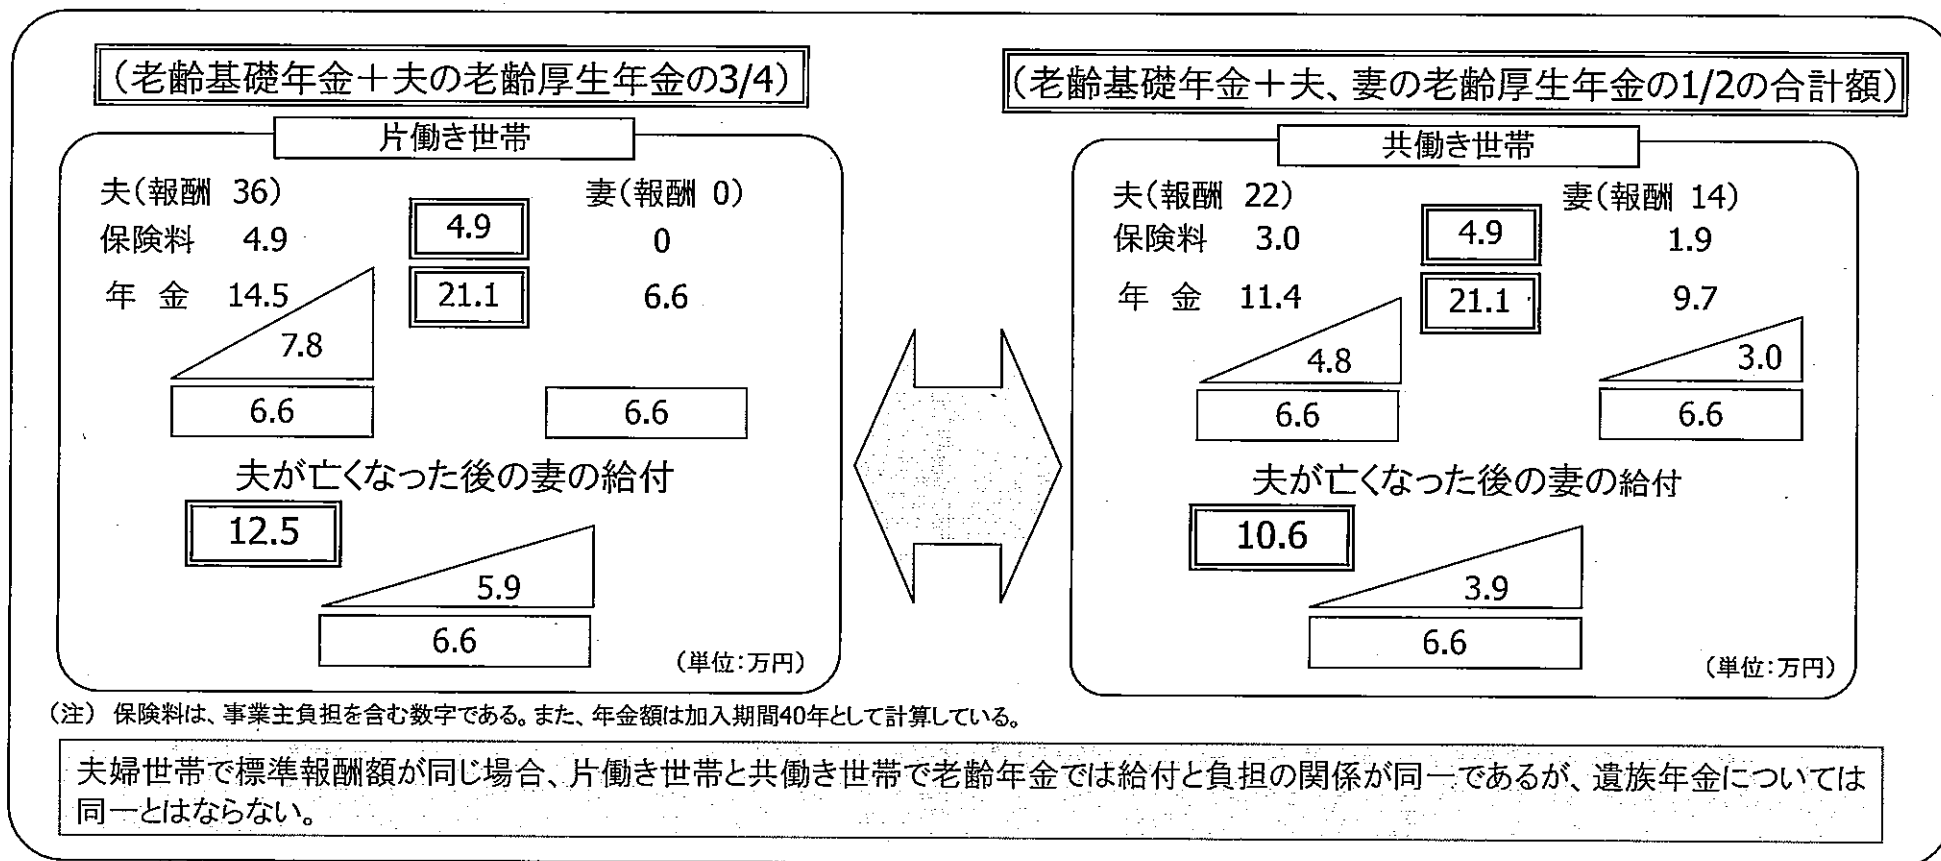 (老齢基礎年金＋夫の老齢厚生年金の3/4)
片働き世帯
夫(報酬 36)
妻(報酬 0)
保険料 4.9
4.9
0
年 金 14.5
21.1
6.6
7.8
6.6
6.6
夫が亡くなった後の妻の給付
12.5
5.9
6.6
(単位:万円)
(老齢基礎年金＋夫、妻の老齢厚生年金の1/2の合計額)
共働き世帯
夫(報酬 22)
妻(報酬 14)
保険料 3.0
4.9
1.9
年 金 11.4
21.1
9.7
4.8
3.0
6.6
6.6
夫が亡くなった後の妻の給付
10.6
3.9
6.6
(単位:万円)
(注) 保険料は、事業主負担を含む数字である。また、年金額は加入期間40年として計算している。
夫婦世帯で標準報酬額が同じ場合、片働き世帯と共働き世帯で老齢年金では給付と負担の関係が同一であるが、遺族年金については
同一とはならない。